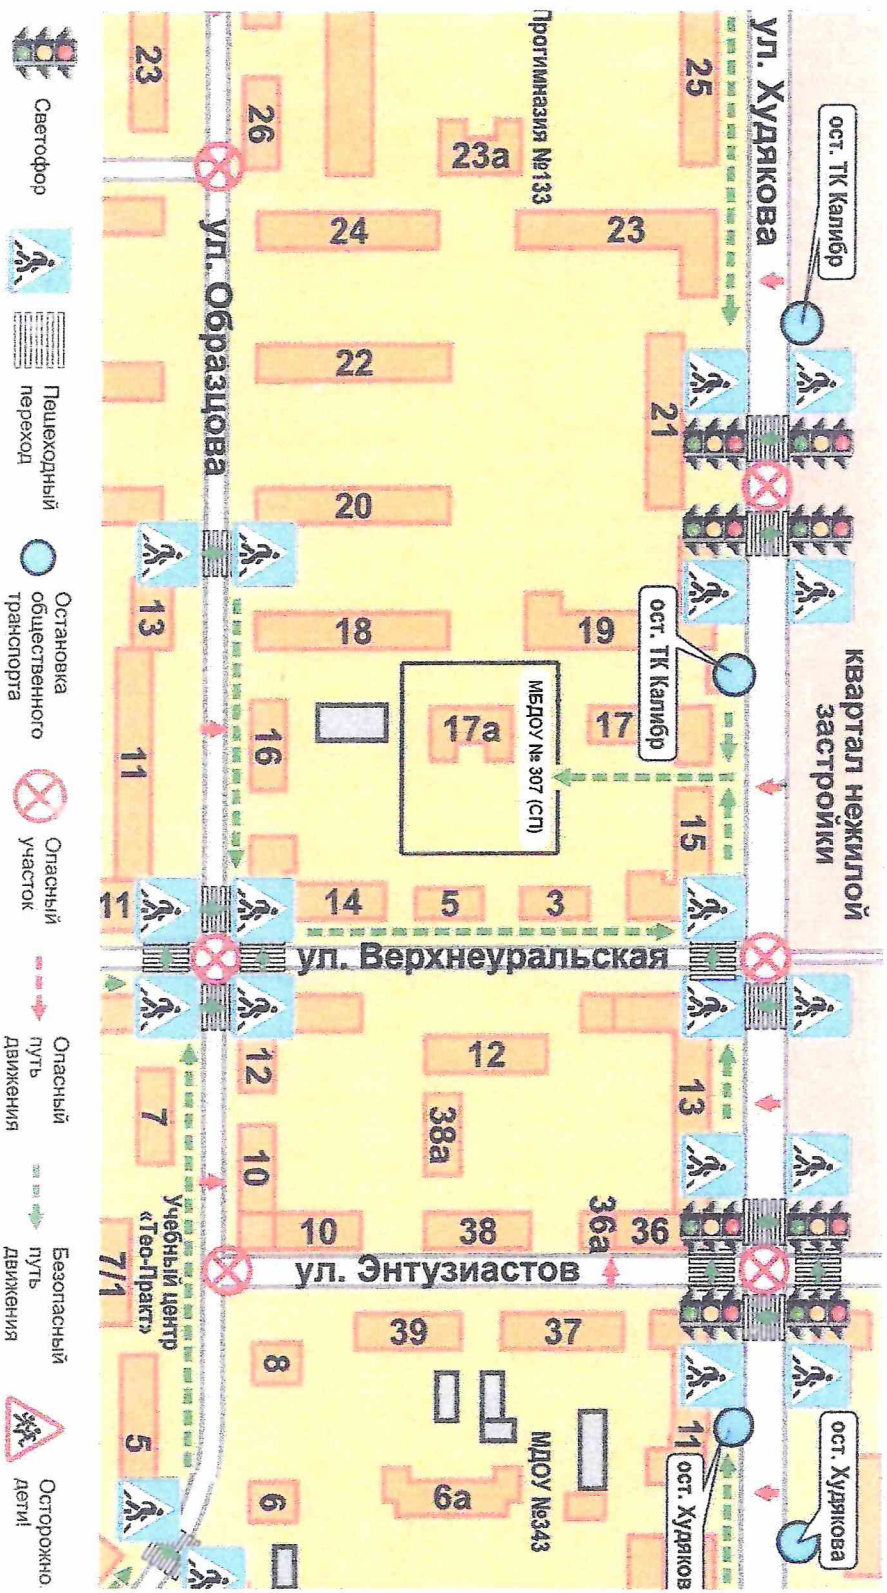 ост. ТК Калибр
квартал нежилой
застройки
ост. Худякова
ул. Худякова
25
23
21
19
ост. ТК Калибр
17
15
13
36
36а
11
ост. Худяков
Протимназия №133
23а
МБДОУ № 307 (СП)
17а
3
5
14
ул. Верхнеуральская
12
38а
38
10
ул. Энтузиастов
37
39
МДОУ №343
6а
26
24
22
20
18
16
12
10
8
6
ул. Образцова
23
13
11
11
7
Учебный центр
«Тео-Практ»
7/1
5
Светофор
Пешеходный
переход
Остановка
общественного
транспорта
Опасный
участок
Опасный
путь
движения
Безопасный
путь
движения
Осторожно,
дети!